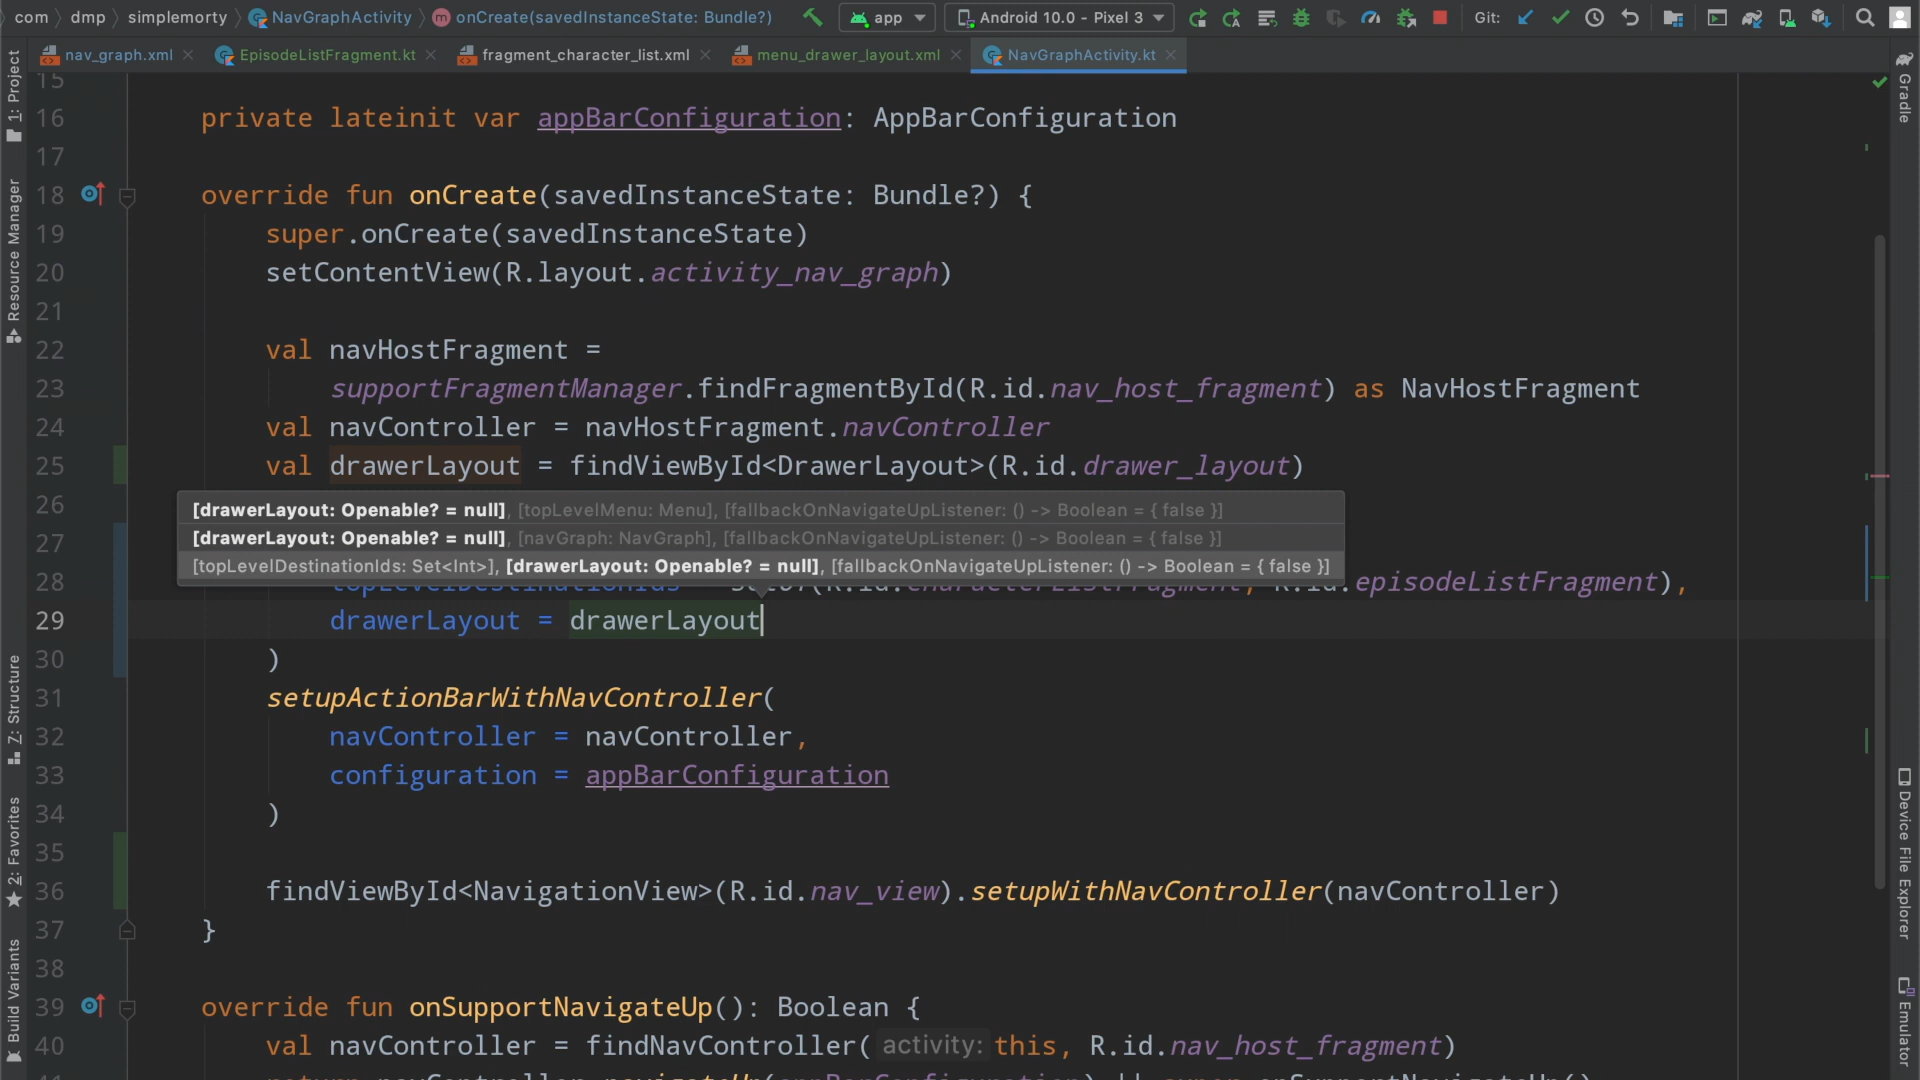 com dmp simplemorty NavGraphActivity onCreate(savedInstanceState: Bundle?) app Android 10.0 - Pixel 3 Git:
nav_graph.xml EpisodeListFragment.kt fragment_character_list.xml menu_drawer_layout.xml NavGraphActivity.kt
15
16 private lateinit var appBarConfiguration: AppBarConfiguration
17
18 override fun onCreate(savedInstanceState: Bundle?) {
19 super.onCreate(savedInstanceState)
20 setContentView(R.layout.activity_nav_graph)
21
22 val navHostFragment =
23 supportFragmentManager.findFragmentById(R.id.nav_host_fragment) as NavHostFragment
24 val navController = navHostFragment.navController
25 val drawerLayout = findViewById<DrawerLayout>(R.id.drawer_layout)
26
[drawerLayout: Openable? = null], [topLevelMenu: Menu], [fallbackOnNavigateUpListener: () -> Boolean = { false }]
27 [drawerLayout: Openable? = null], [navGraph: NavGraph], [fallbackOnNavigateUpListener: () -> Boolean = { false }]
[topLevelDestinationIds: Set<Int>], [drawerLayout: Openable? = null], [fallbackOnNavigateUpListener: () -> Boolean = { false }]
28 topLevelDestinationIds setOf(R.id.characterListFragment, R.id.episodeListFragment),
29 drawerLayout = drawerLayout
30 )
31 setupActionBarWithNavController(
32 navController = navController,
33 configuration = appBarConfiguration
34 )
35
36 findViewById<NavigationView>(R.id.nav_view).setupWithNavController(navController)
37 }
38
39 override fun onSupportNavigateUp(): Boolean {
40 val navController = findNavController( activity: this, R.id.nav_host_fragment)
1: Project
Resource Manager
Z: Structure
2: Favorites
Build Variants
Gradle
Device File Explorer
Emulator